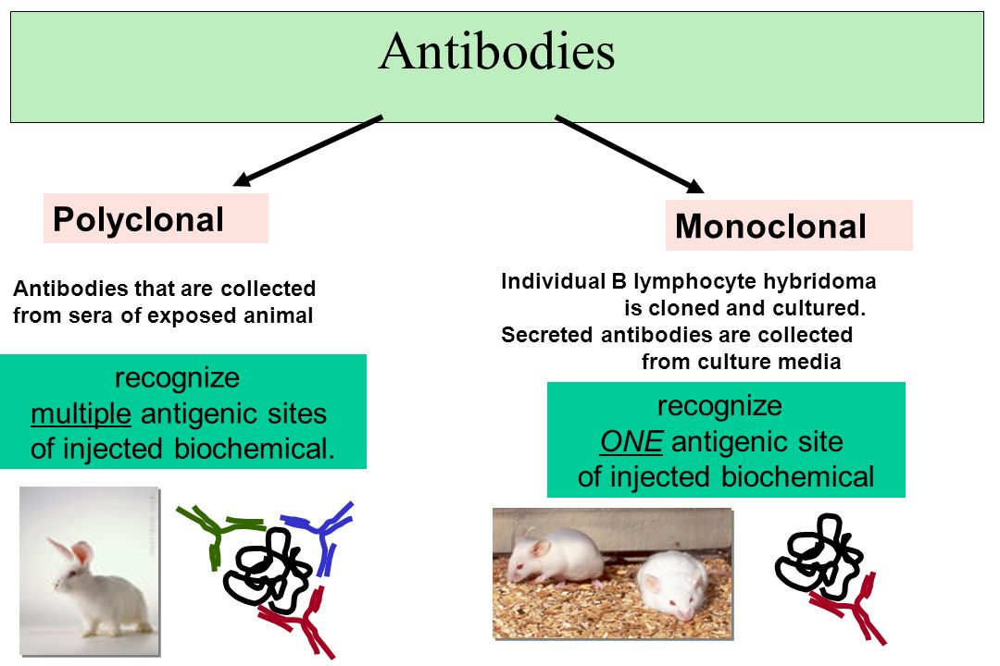 Antibodies
Polyclonal
Antibodies that are collected
from sera of exposed animal
recognize
multiple antigenic sites
of injected biochemical.
Monoclonal
Individual B lymphocyte hybridoma
is cloned and cultured.
Secreted antibodies are collected
from culture media
recognize
ONE antigenic site
of injected biochemical